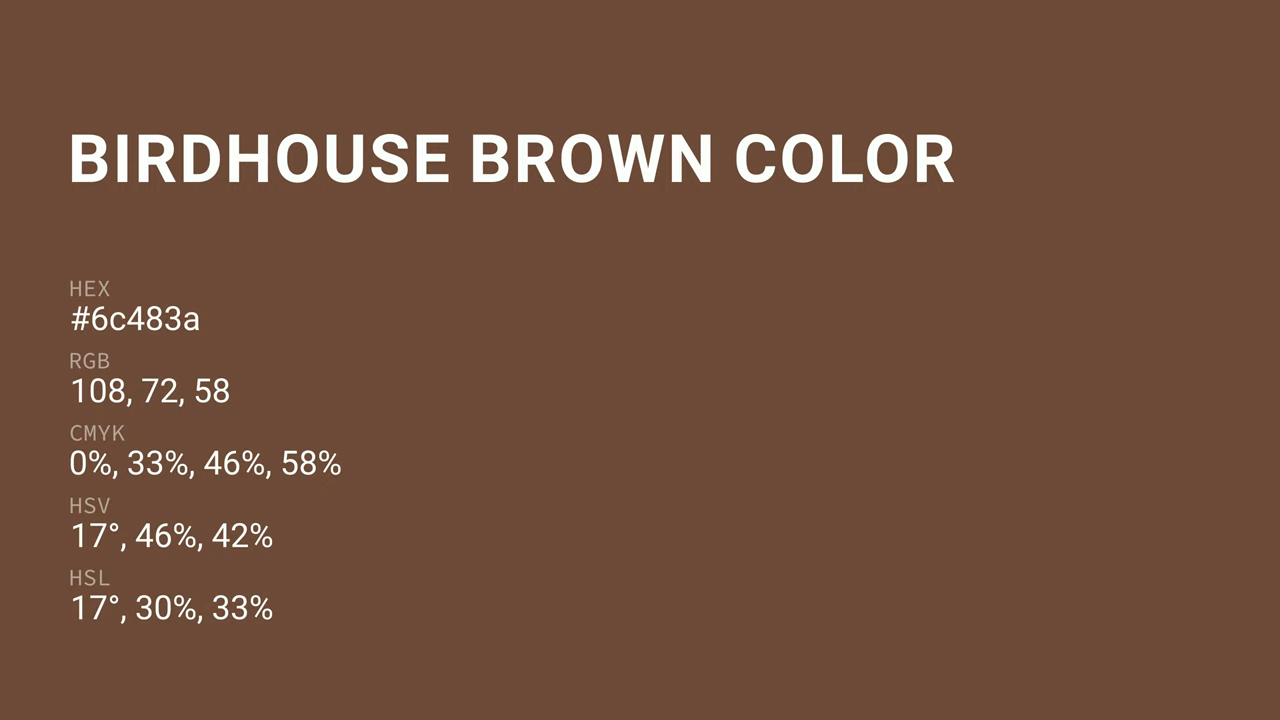 BIRDHOUSE BROWN COLOR
HEX
#6c483a
RGB
108, 72, 58
CMYK
0%, 33%, 46%, 58%
HSV
17°, 46%, 42%
HSL
17°, 30%, 33%